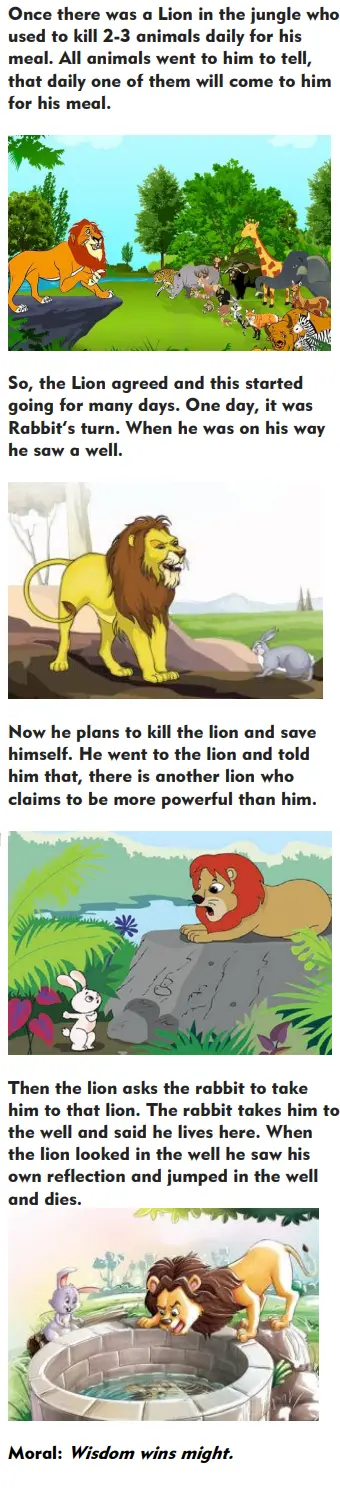 Once there was a Lion in the jungle who
used to kill 2-3 animals daily for his
meal. All animals went to him to tell,
that daily one of them will come to him
for his meal.
So, the Lion agreed and this started
going for many days. One day, it was
Rabbit's turn. When he was on his way
he saw a well.
Now he plans to kill the lion and save
himself. He went to the lion and told
him that, there is another lion who
claims to be more powerful than him.
Then the lion asks the rabbit to take
him to that lion. The rabbit takes him to
the well and said he lives here. When
the lion looked in the well he saw his
own reflection and jumped in the well
and dies.
Moral: Wisdom wins might.